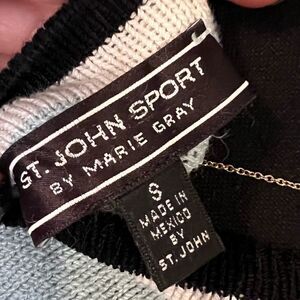 ST. JOHN SPORT
BY MARIE GRAY
S
MADE IN
MEXICO
BY
ST. JOHN